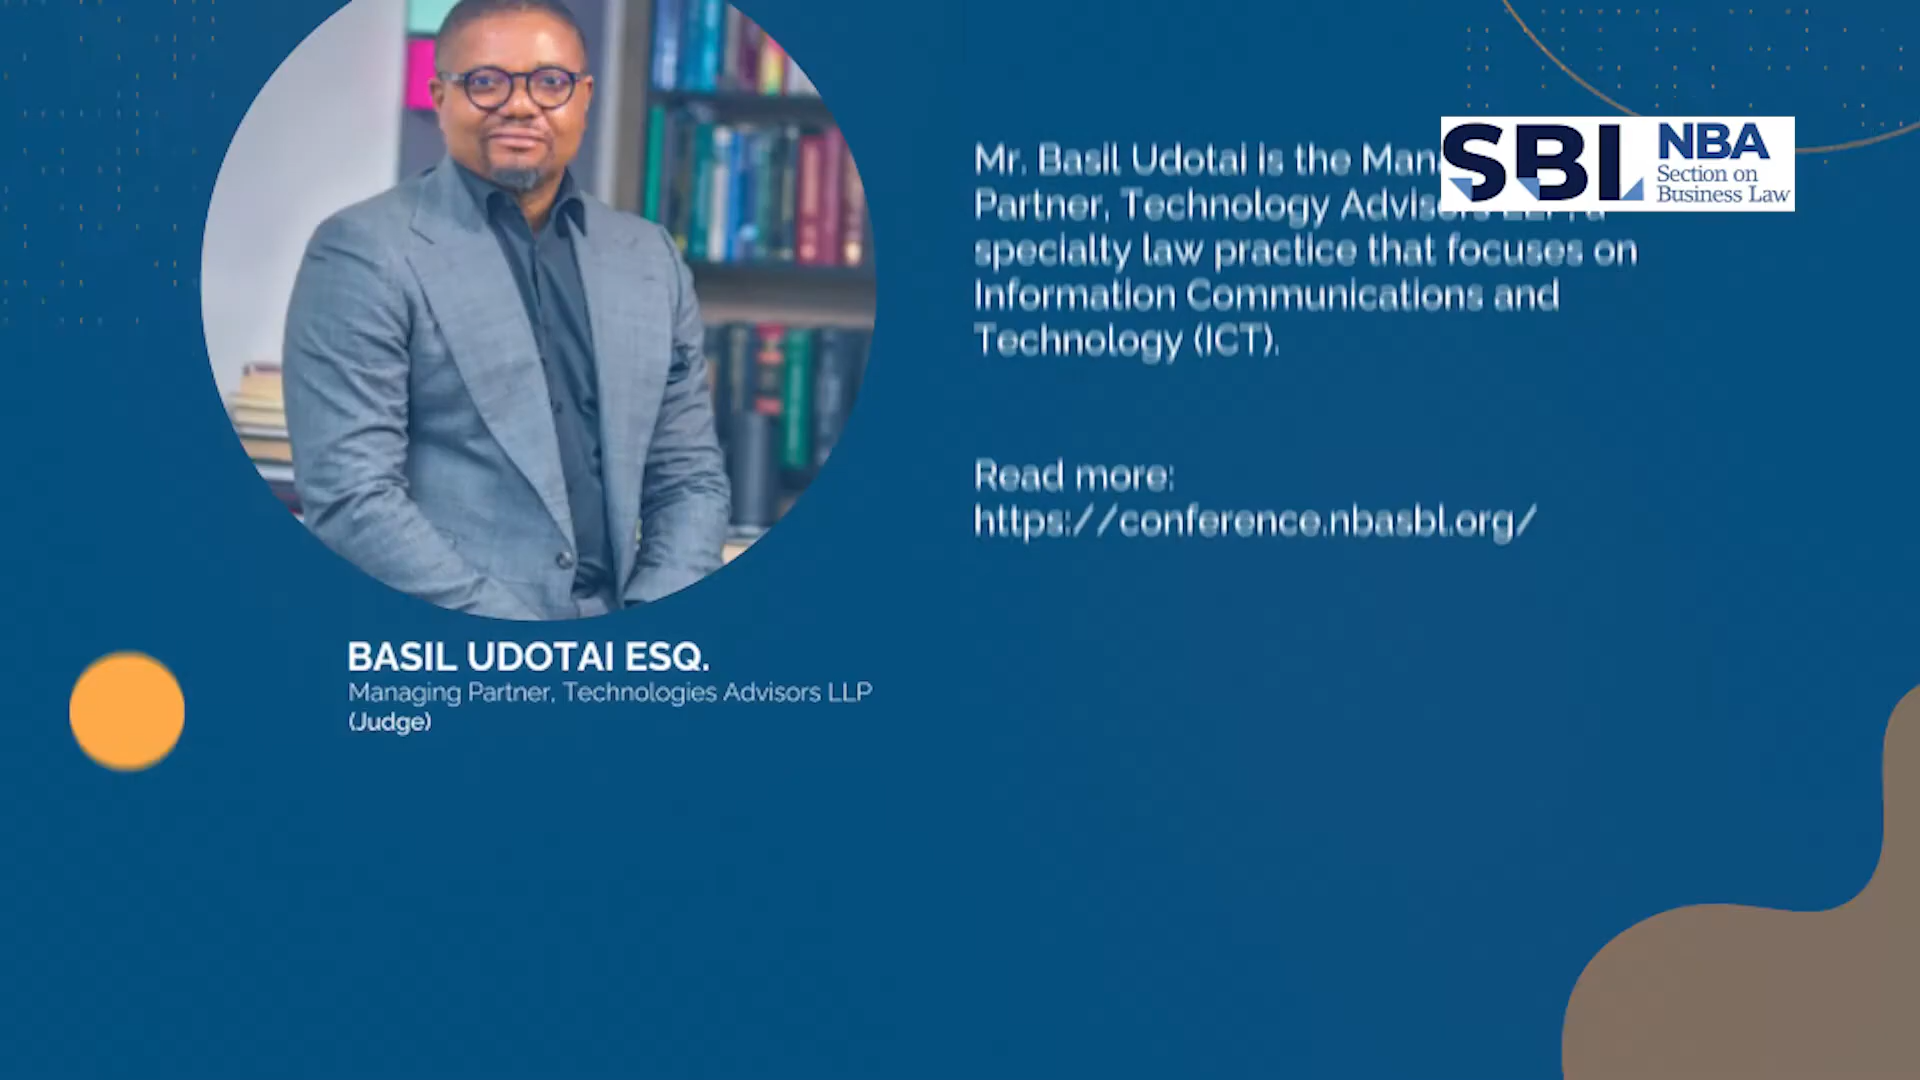 SBL NBA
Section on
Business Law
Mr. Basil Udotai is the
Partner, Technology
specialty law practice that focuses on
Information Communications and
Technology (ICT).
Read more:
https://conference.nbasbl.org/
BASIL UDOTAI ESQ.
Managing Partner, Technologies Advisors LLP
(Judge)